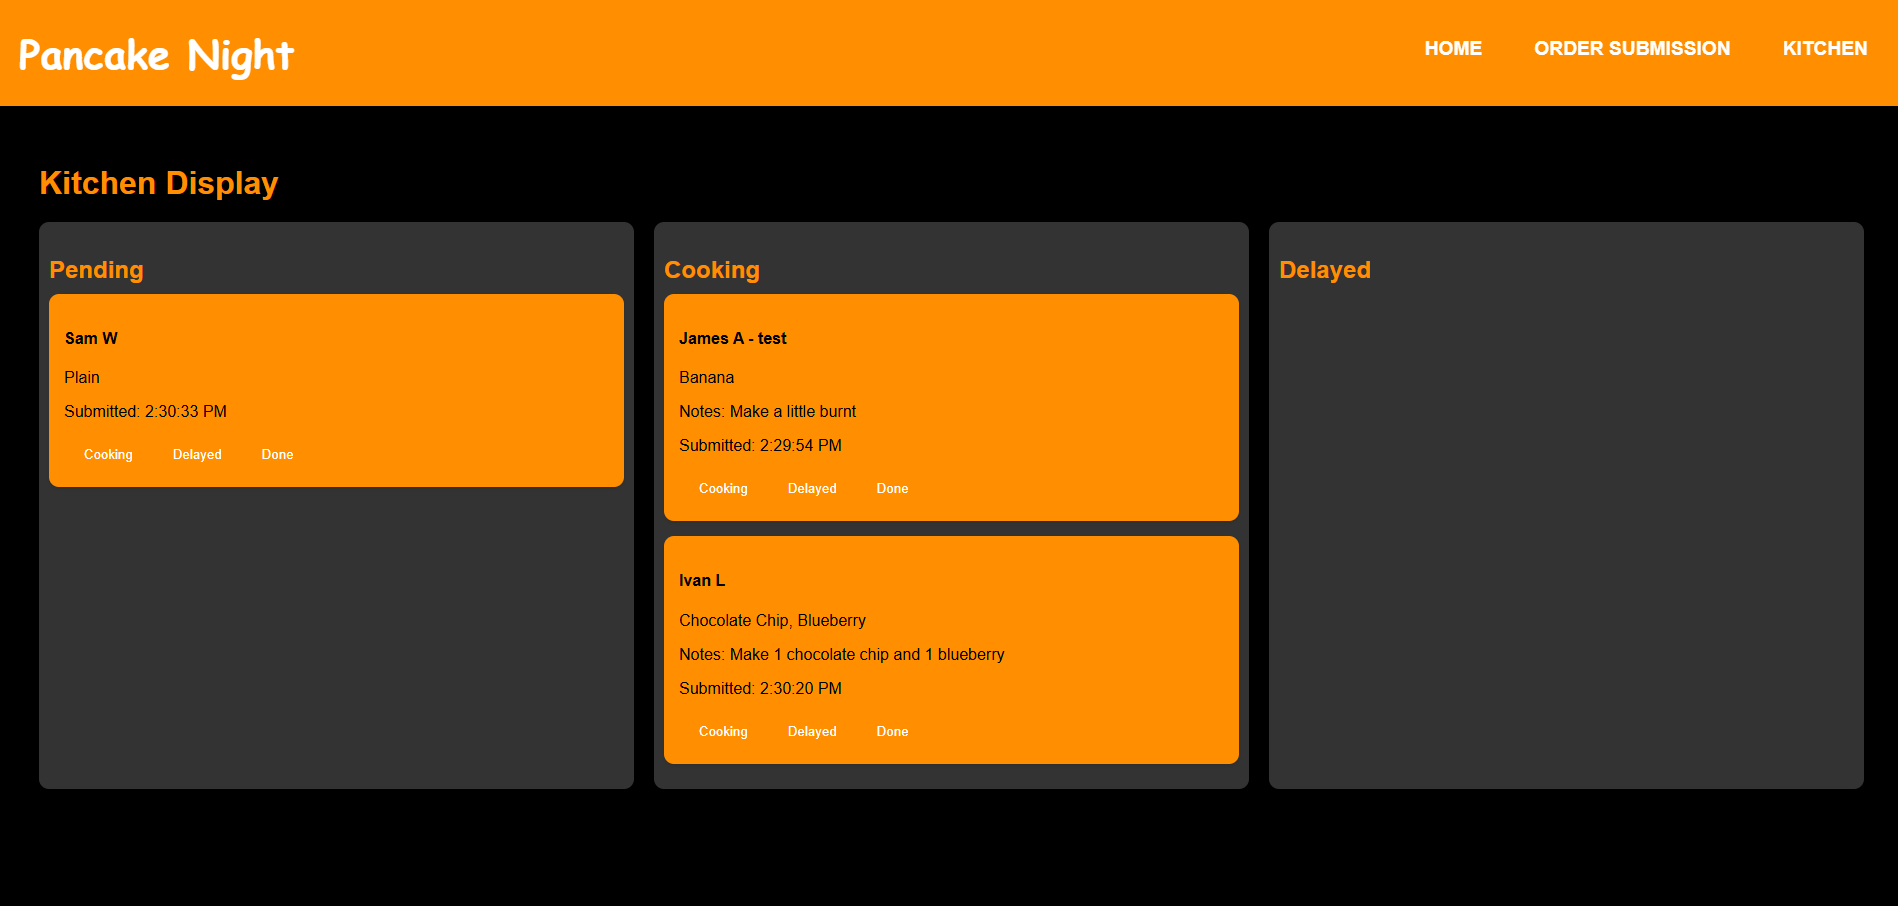 Pancake Night
HOME ORDER SUBMISSION KITCHEN
Kitchen Display
Pending
Sam W
Plain
Submitted: 2:30:33 PM
Cooking Delayed Done
Cooking
James A - test
Banana
Notes: Make a little burnt
Submitted: 2:29:54 PM
Cooking Delayed Done
Ivan L
Chocolate Chip, Blueberry
Notes: Make 1 chocolate chip and 1 blueberry
Submitted: 2:30:20 PM
Cooking Delayed Done
Delayed